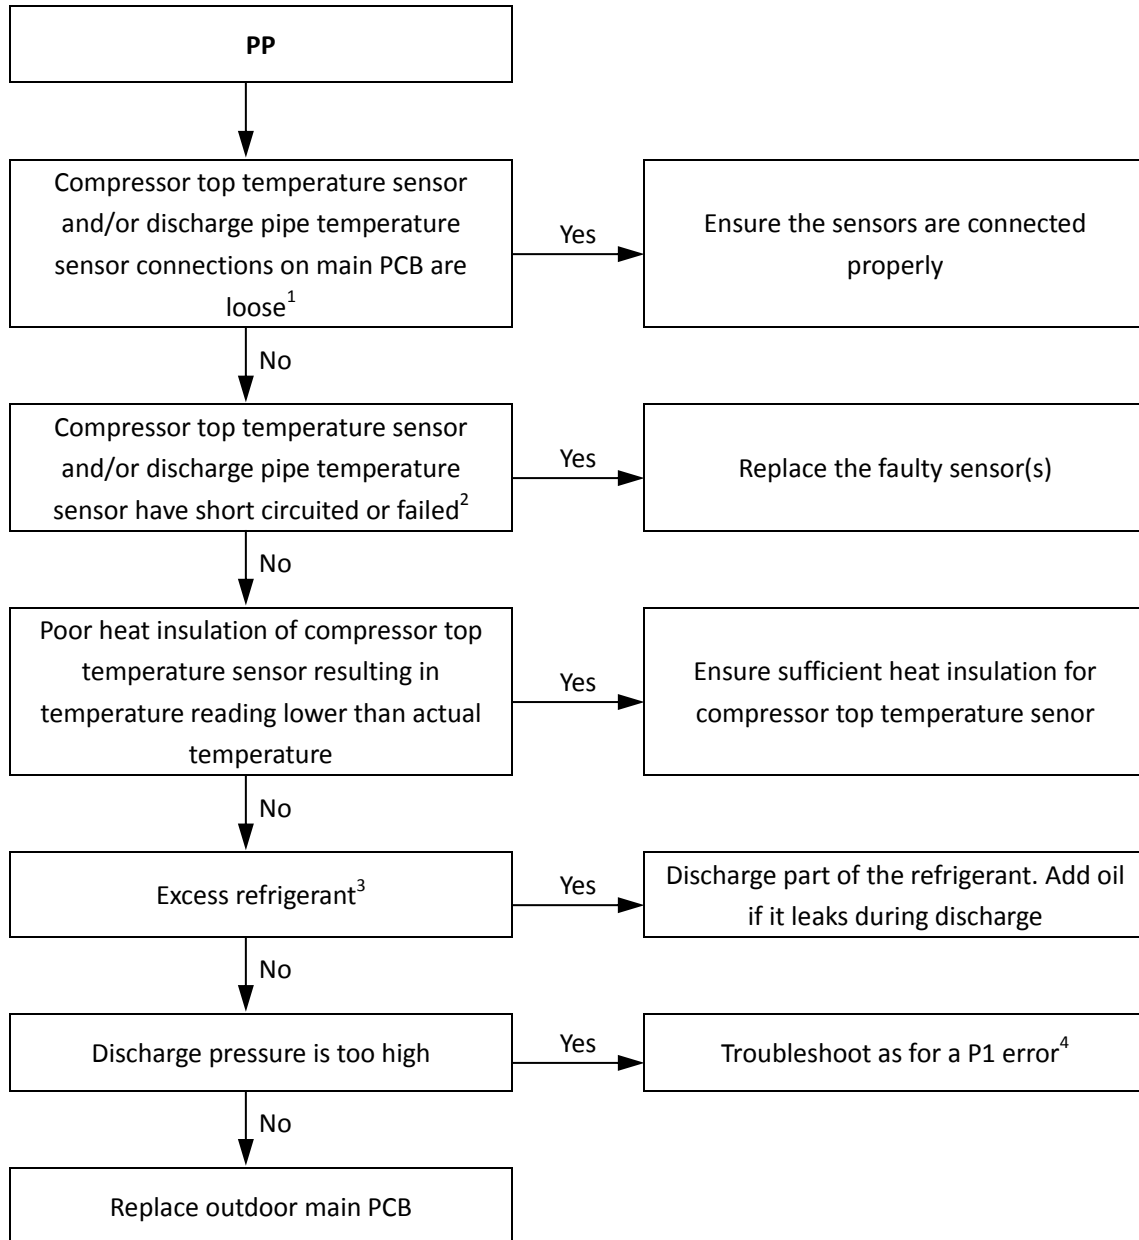 PP
Compressor top temperature sensor
and/or discharge pipe temperature
sensor connections on main PCB are
loose1
Yes
Ensure the sensors are connected
properly
No
Compressor top temperature sensor
and/or discharge pipe temperature
sensor have short circuited or failed2
Yes
Replace the faulty sensor(s)
No
Poor heat insulation of compressor top
temperature sensor resulting in
temperature reading lower than actual
temperature
Yes
Ensure sufficient heat insulation for
compressor top temperature senor
No
Excess refrigerant3
Yes
Discharge part of the refrigerant. Add oil
if it leaks during discharge
No
Discharge pressure is too high
Yes
Troubleshoot as for a P1 error4
No
Replace outdoor main PCB